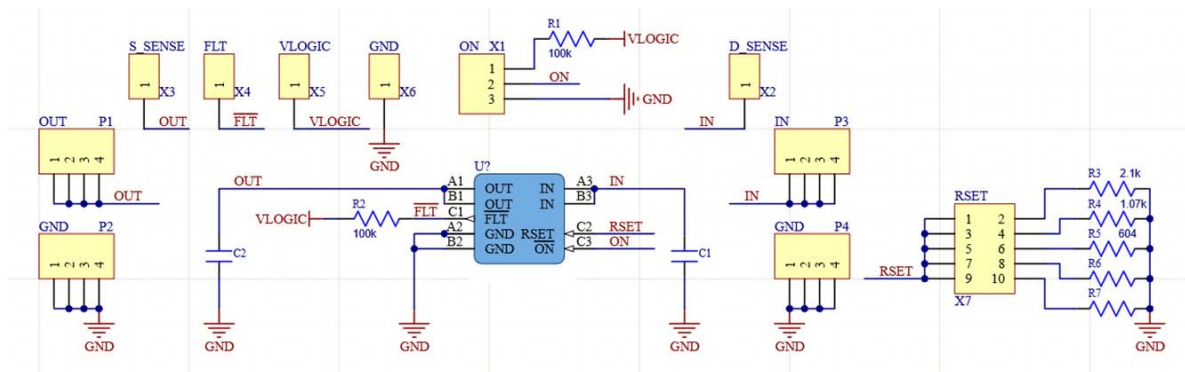 S_SENSE
1
X3
OUT
FLT
1
X4
FLT
VLOGIC
1
X5
VLOGIC
GND
1
X6
GND
ON X1
1
2
3
R1
100k
VLOGIC
ON
GND
D_SENSE
1
X2
IN
OUT P1
1 2 3 4
OUT
GND P2
1 2 3 4
GND
OUT
C2
GND
VLOGIC
R2
100k
FLT
U?
A1 OUT IN A3
B1 OUT IN B3
C1 FLT
A2 GND RSET C2
B2 GND ON C3
GND
IN
RSET
ON
C1
GND
IN P3
1 2 3 4
IN
GND P4
1 2 3 4
GND
RSET
RSET
1 2
3 4
5 6
7 8
9 10
X7
R3 2.1k
R4 1.07k
R5 604
R6
R7
GND